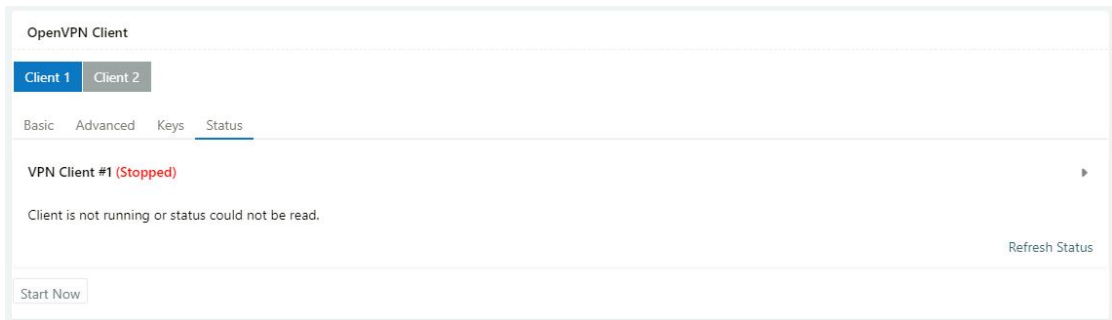 OpenVPN Client
Client 1 Client 2
Basic Advanced Keys Status
VPN Client #1 (Stopped)
Client is not running or status could not be read.
Refresh Status
Start Now